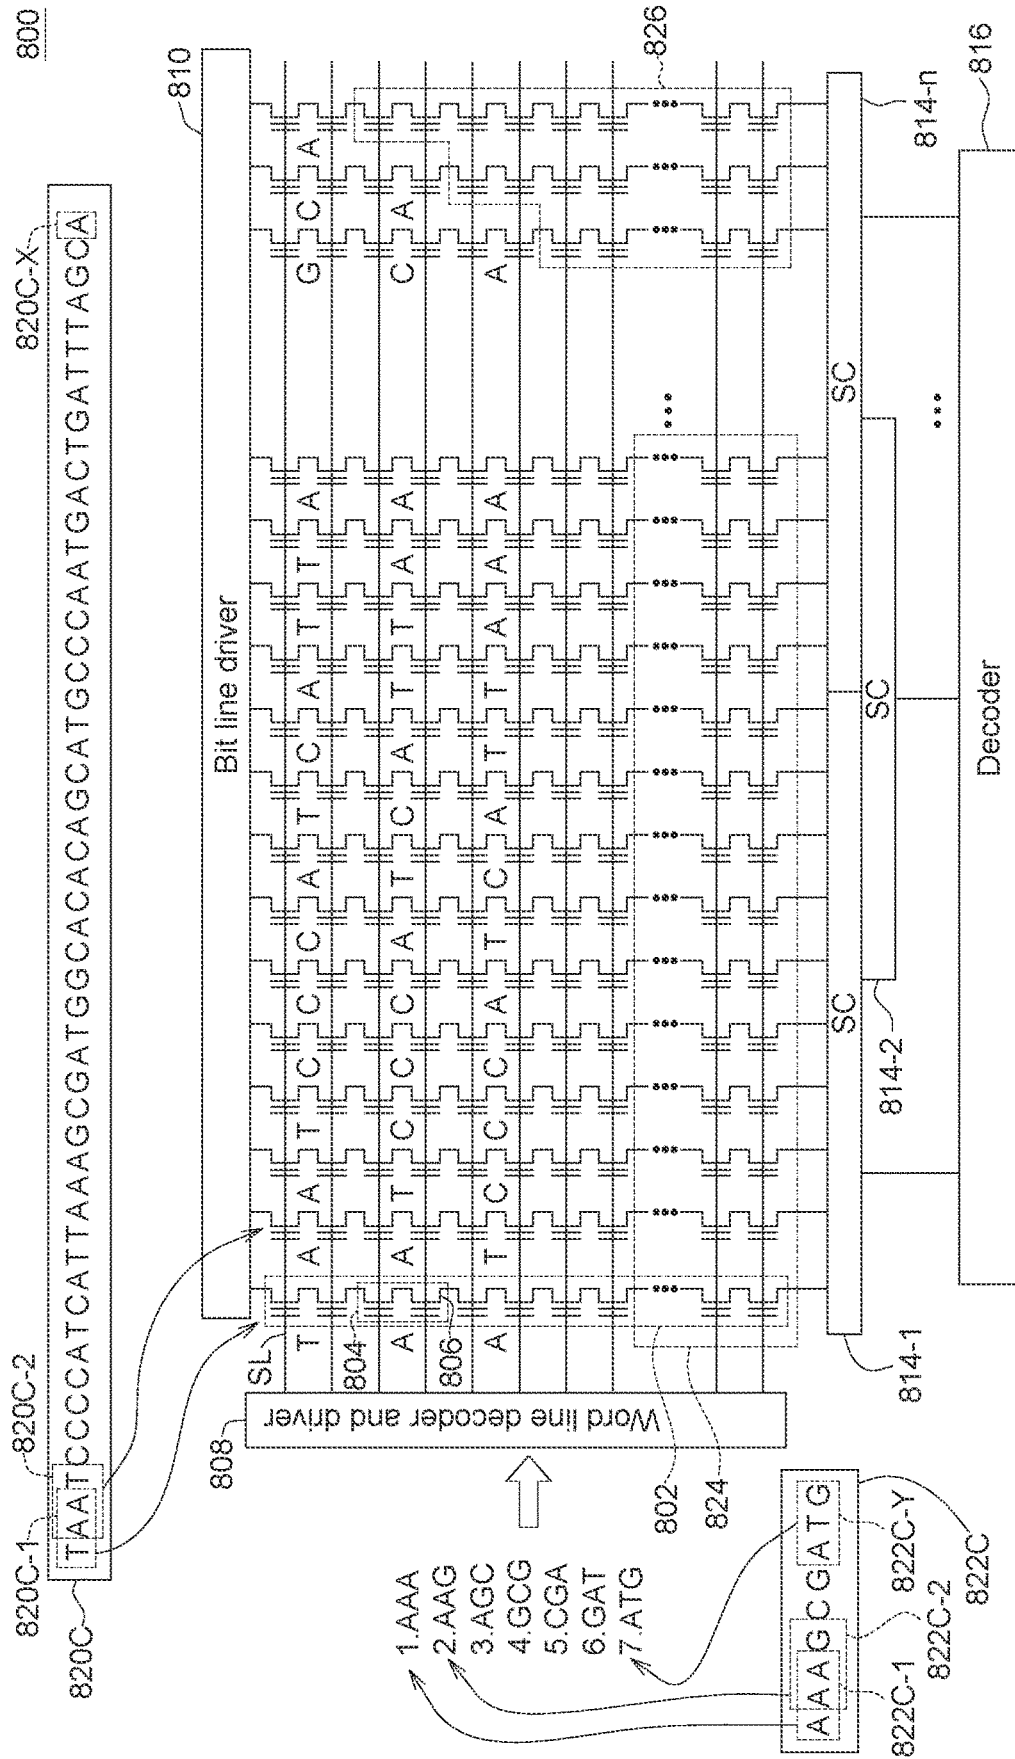 800
820C-1 820C-2 820C-X
TAATCCCATCATTAAAGCGATGGCACACAGCATGCCCAATGACTGATTTAGCA
820C
810
Bit line driver
808
Word line decoder and driver
SL
T A A T C C C A T C A T T A G C A
804
A A T C C C A T C A T T A A C A
806
A T C C C A T C A T T A A A A
826
1.AAA
2.AAG
3.AGC
4.GCG
5.CGA
6.GAT
7.ATG
802
824
AAAGCGATG
822C-1
822C-2
822C-Y
822C
SC SC
814-1
814-2
SC
814-n
816
Decoder